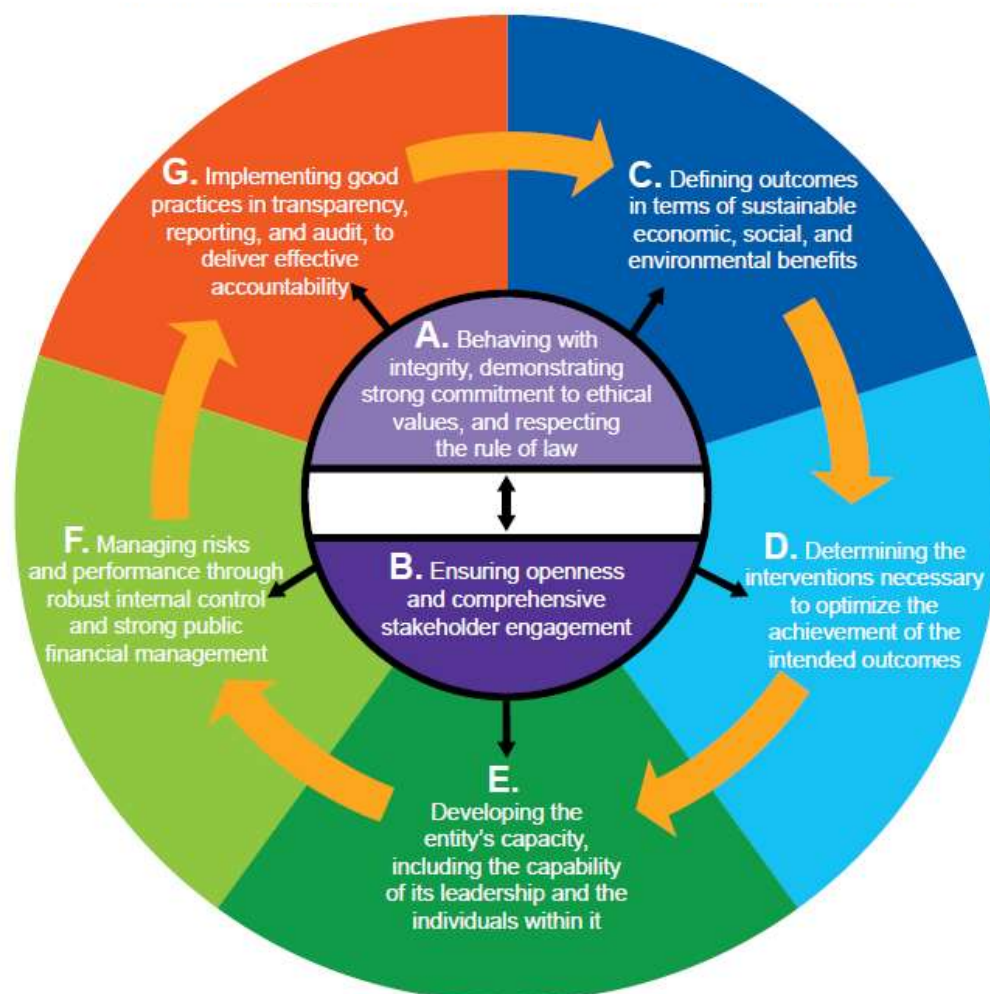 A. Behaving with
integrity, demonstrating
strong commitment to ethical
values, and respecting
the rule of law
B. Ensuring openness
and comprehensive
stakeholder engagement
C. Defining outcomes
in terms of sustainable
economic, social, and
environmental benefits
D. Determining the
interventions necessary
to optimize the
achievement of the
intended outcomes
E.
Developing the
entity's capacity,
including the capability
of its leadership and the
individuals within it
F. Managing risks
and performance through
robust internal control
and strong public
financial management
G. Implementing good
practices in transparency,
reporting, and audit, to
deliver effective
accountability